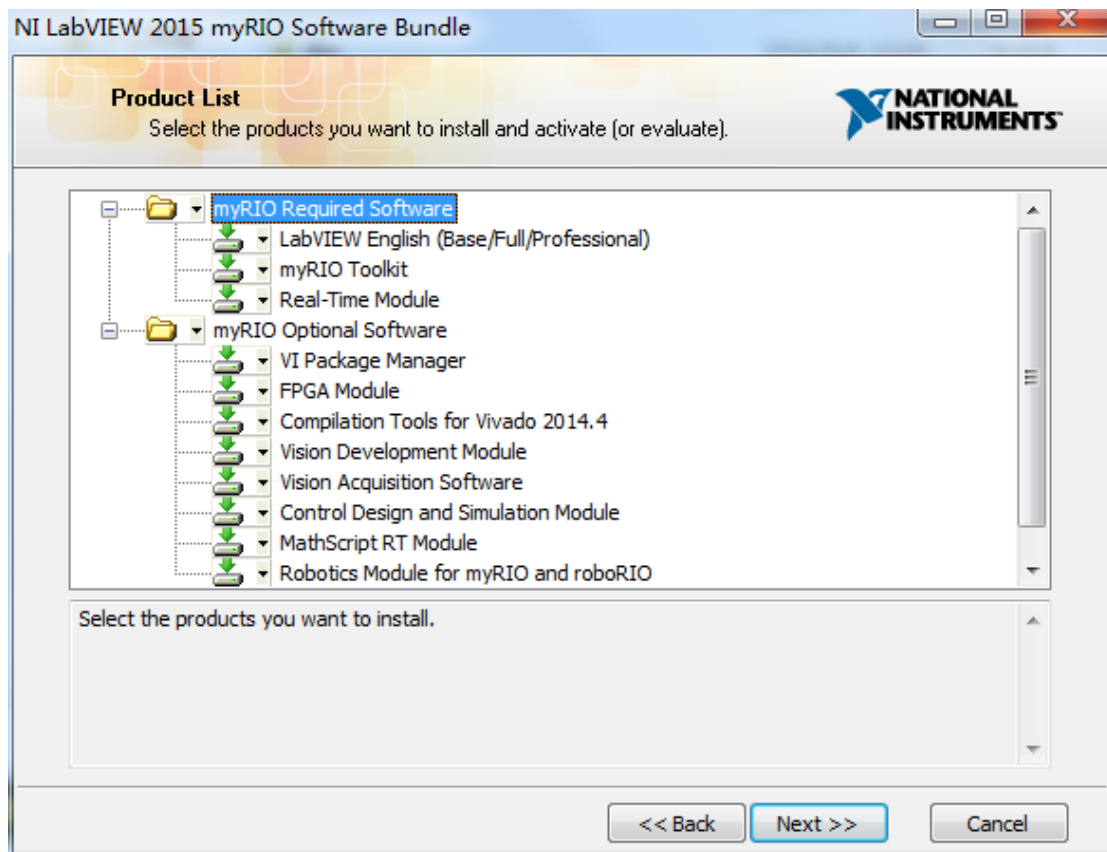 NI LabVIEW 2015 myRIO Software Bundle
Product List
Select the products you want to install and activate (or evaluate).
NATIONAL
INSTRUMENTS™
myRIO Required Software
LabVIEW English (Base/Full/Professional)
myRIO Toolkit
Real-Time Module
myRIO Optional Software
VI Package Manager
FPGA Module
Compilation Tools for Vivado 2014.4
Vision Development Module
Vision Acquisition Software
Control Design and Simulation Module
MathScript RT Module
Robotics Module for myRIO and roboRIO
Select the products you want to install.
<< Back Next >> Cancel